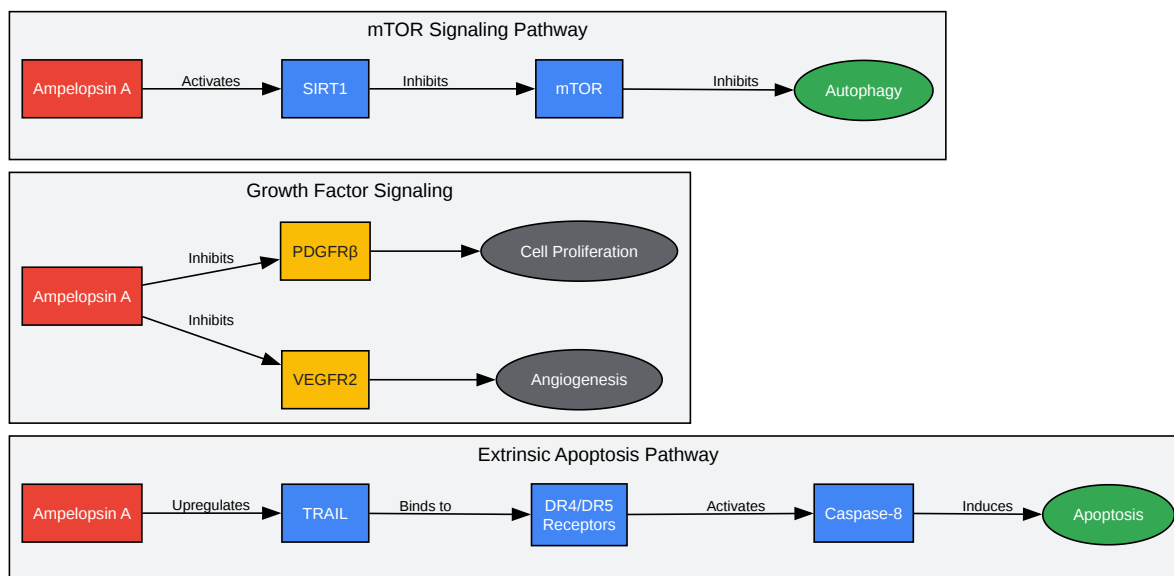 mTOR Signaling Pathway
Ampelopsin A
Activates
SIRT1
Inhibits
mTOR
Inhibits
Autophagy
Growth Factor Signaling
Ampelopsin A
Inhibits
PDGFRβ
Cell Proliferation
Inhibits
VEGFR2
Angiogenesis
Extrinsic Apoptosis Pathway
Ampelopsin A
Upregulates
TRAIL
Binds to
DR4/DR5
Receptors
Activates
Caspase-8
Induces
Apoptosis